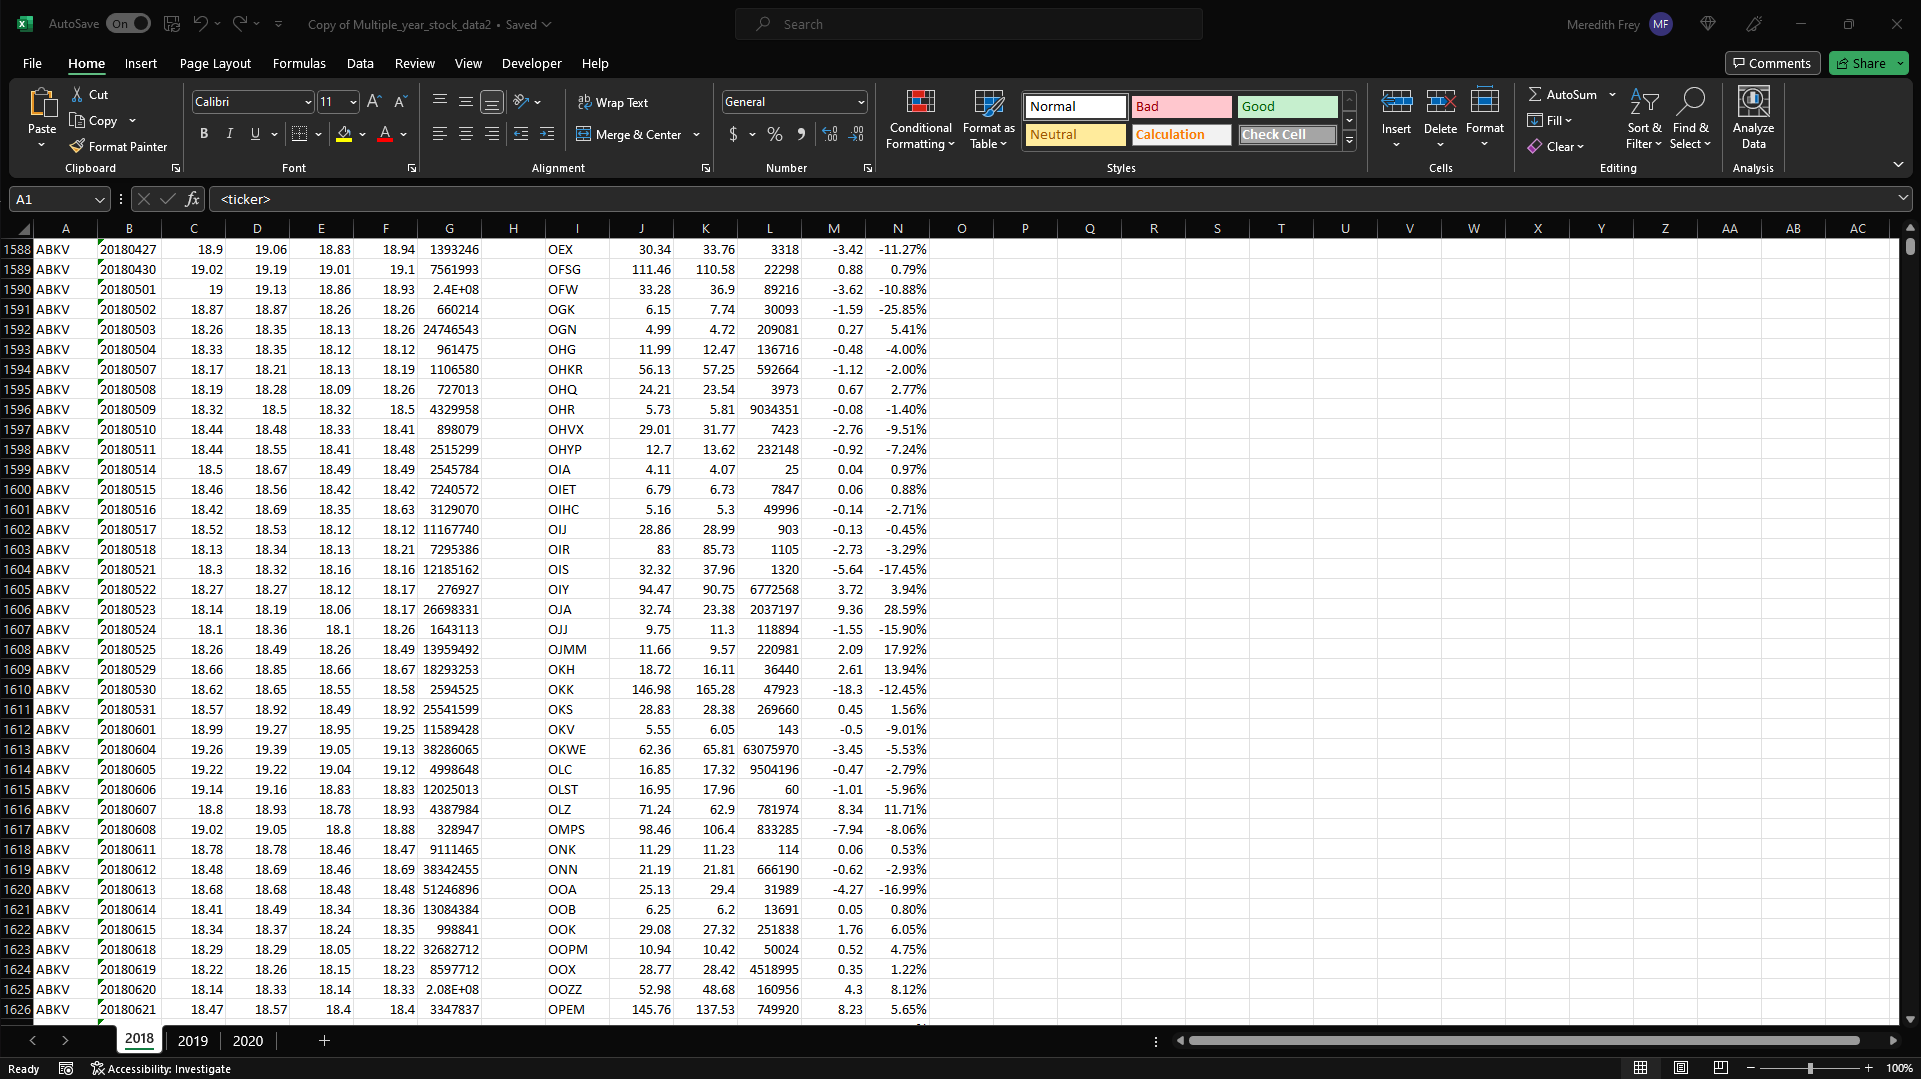 AutoSave On Copy of Multiple_year_stock_data2 • Saved Search Meredith Frey MF
File Home Insert Page Layout Formulas Data Review View Developer Help Comments Share
Paste Cut Copy Format Painter Clipboard
Calibri 11 B I U A Font
Wrap Text Merge & Center Alignment
General $ % Number
Conditional Formatting Format as Table Normal Bad Good Neutral Calculation Check Cell Styles
Insert Delete Format Cells
AutoSum Fill Clear Sort & Filter Find & Select Editing
Analyze Data Analysis
A1 fx <ticker>
A B C D E F G H I J K L M N O P Q R S T U V W X Y Z AA AB AC
1588 ABKV 20180427 18.9 19.06 18.83 18.94 1393246 OEX 30.34 33.76 3318 -3.42 -11.27%
1589 ABKV 20180430 19.02 19.19 19.01 19.1 7561993 OFSG 111.46 110.58 22298 0.88 0.79%
1590 ABKV 20180501 19 19.13 18.86 18.93 2.4E+08 OFW 33.28 36.9 89216 -3.62 -10.88%
1591 ABKV 20180502 18.87 18.87 18.26 18.26 660214 OGK 6.15 7.74 30093 -1.59 -25.85%
1592 ABKV 20180503 18.26 18.35 18.13 18.26 24746543 OGN 4.99 4.72 209081 0.27 5.41%
1593 ABKV 20180504 18.33 18.35 18.12 18.12 961475 OHG 11.99 12.47 136716 -0.48 -4.00%
1594 ABKV 20180507 18.17 18.21 18.13 18.19 1106580 OHKR 56.13 57.25 592664 -1.12 -2.00%
1595 ABKV 20180508 18.19 18.28 18.09 18.26 727013 OHQ 24.21 23.54 3973 0.67 2.77%
1596 ABKV 20180509 18.32 18.5 18.32 18.5 4329958 OHR 5.73 5.81 9034351 -0.08 -1.40%
1597 ABKV 20180510 18.44 18.48 18.33 18.41 898079 OHVX 29.01 31.77 7423 -2.76 -9.51%
1598 ABKV 20180511 18.44 18.55 18.41 18.48 2515299 OHYP 12.7 13.62 232148 -0.92 -7.24%
1599 ABKV 20180514 18.5 18.67 18.49 18.49 2545784 OIA 4.11 4.07 25 0.04 0.97%
1600 ABKV 20180515 18.46 18.56 18.42 18.42 7240572 OIET 6.79 6.73 7847 0.06 0.88%
1601 ABKV 20180516 18.42 18.69 18.35 18.63 3129070 OIHC 5.16 5.3 49996 -0.14 -2.71%
1602 ABKV 20180517 18.52 18.53 18.12 18.12 11167740 OIJ 28.86 28.99 903 -0.13 -0.45%
1603 ABKV 20180518 18.13 18.34 18.13 18.21 7295386 OIR 83 85.73 1105 -2.73 -3.29%
1604 ABKV 20180521 18.3 18.32 18.16 18.16 12185162 OIS 32.32 37.96 1320 -5.64 -17.45%
1605 ABKV 20180522 18.27 18.27 18.12 18.17 276927 OIY 94.47 90.75 6772568 3.72 3.94%
1606 ABKV 20180523 18.14 18.19 18.06 18.17 26698331 OJA 32.74 23.38 2037197 9.36 28.59%
1607 ABKV 20180524 18.1 18.36 18.1 18.26 1643113 OJJ 9.75 11.3 118894 -1.55 -15.90%
1608 ABKV 20180525 18.26 18.49 18.26 18.49 13959492 OJMM 11.66 9.57 220981 2.09 17.92%
1609 ABKV 20180529 18.66 18.85 18.66 18.67 18293253 OKH 18.72 16.11 36440 2.61 13.94%
1610 ABKV 20180530 18.62 18.65 18.55 18.58 2594525 OKK 146.98 165.28 47923 -18.3 -12.45%
1611 ABKV 20180531 18.57 18.92 18.49 18.92 25541599 OKS 28.83 28.38 269660 0.45 1.56%
1612 ABKV 20180601 18.99 19.27 18.95 19.25 11589428 OKV 5.55 6.05 143 -0.5 -9.01%
1613 ABKV 20180604 19.26 19.39 19.05 19.13 38286065 OKWE 62.36 65.81 63075970 -3.45 -5.53%
1614 ABKV 20180605 19.22 19.22 19.04 19.12 4998648 OLC 16.85 17.32 9504196 -0.47 -2.79%
1615 ABKV 20180606 19.14 19.16 18.83 18.83 12025013 OLST 16.95 17.96 60 -1.01 -5.96%
1616 ABKV 20180607 18.8 18.93 18.78 18.93 4387984 OLZ 71.24 62.9 781974 8.34 11.71%
1617 ABKV 20180608 19.02 19.05 18.8 18.88 328947 OMPS 98.46 106.4 833285 -7.94 -8.06%
1618 ABKV 20180611 18.78 18.78 18.46 18.47 9111465 ONK 11.29 11.23 114 0.06 0.53%
1619 ABKV 20180612 18.48 18.69 18.46 18.69 38342455 ONN 21.19 21.81 666190 -0.62 -2.93%
1620 ABKV 20180613 18.68 18.68 18.48 18.48 51246896 OOA 25.13 29.4 31989 -4.27 -16.99%
1621 ABKV 20180614 18.41 18.49 18.34 18.36 13084384 OOB 6.25 6.2 13691 0.05 0.80%
1622 ABKV 20180615 18.34 18.37 18.24 18.35 998841 OOK 29.08 27.32 251838 1.76 6.05%
1623 ABKV 20180618 18.29 18.29 18.05 18.22 32682712 OOPM 10.94 10.42 50024 0.52 4.75%
1624 ABKV 20180619 18.22 18.26 18.15 18.23 8597712 OOX 28.77 28.42 4518995 0.35 1.22%
1625 ABKV 20180620 18.14 18.33 18.14 18.33 2.08E+08 OOZZ 52.98 48.68 160956 4.3 8.12%
1626 ABKV 20180621 18.47 18.57 18.4 18.4 3347837 OPEM 145.76 137.53 749920 8.23 5.65%
2018 2019 2020
Ready Accessibility: Investigate 100%